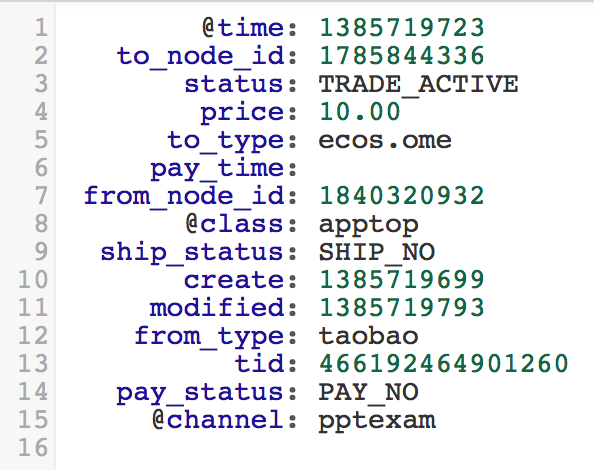 1 @time: 1385719723
2 to_node_id: 1785844336
3 status: TRADE_ACTIVE
4 price: 10.00
5 to_type: ecos.ome
6 pay_time:
7 from_node_id: 1840320932
8 @class: apptop
9 ship_status: SHIP_NO
10 create: 1385719699
11 modified: 1385719793
12 from_type: taobao
13 tid: 466192464901260
14 pay_status: PAY_NO
15 @channel: pptexam
16